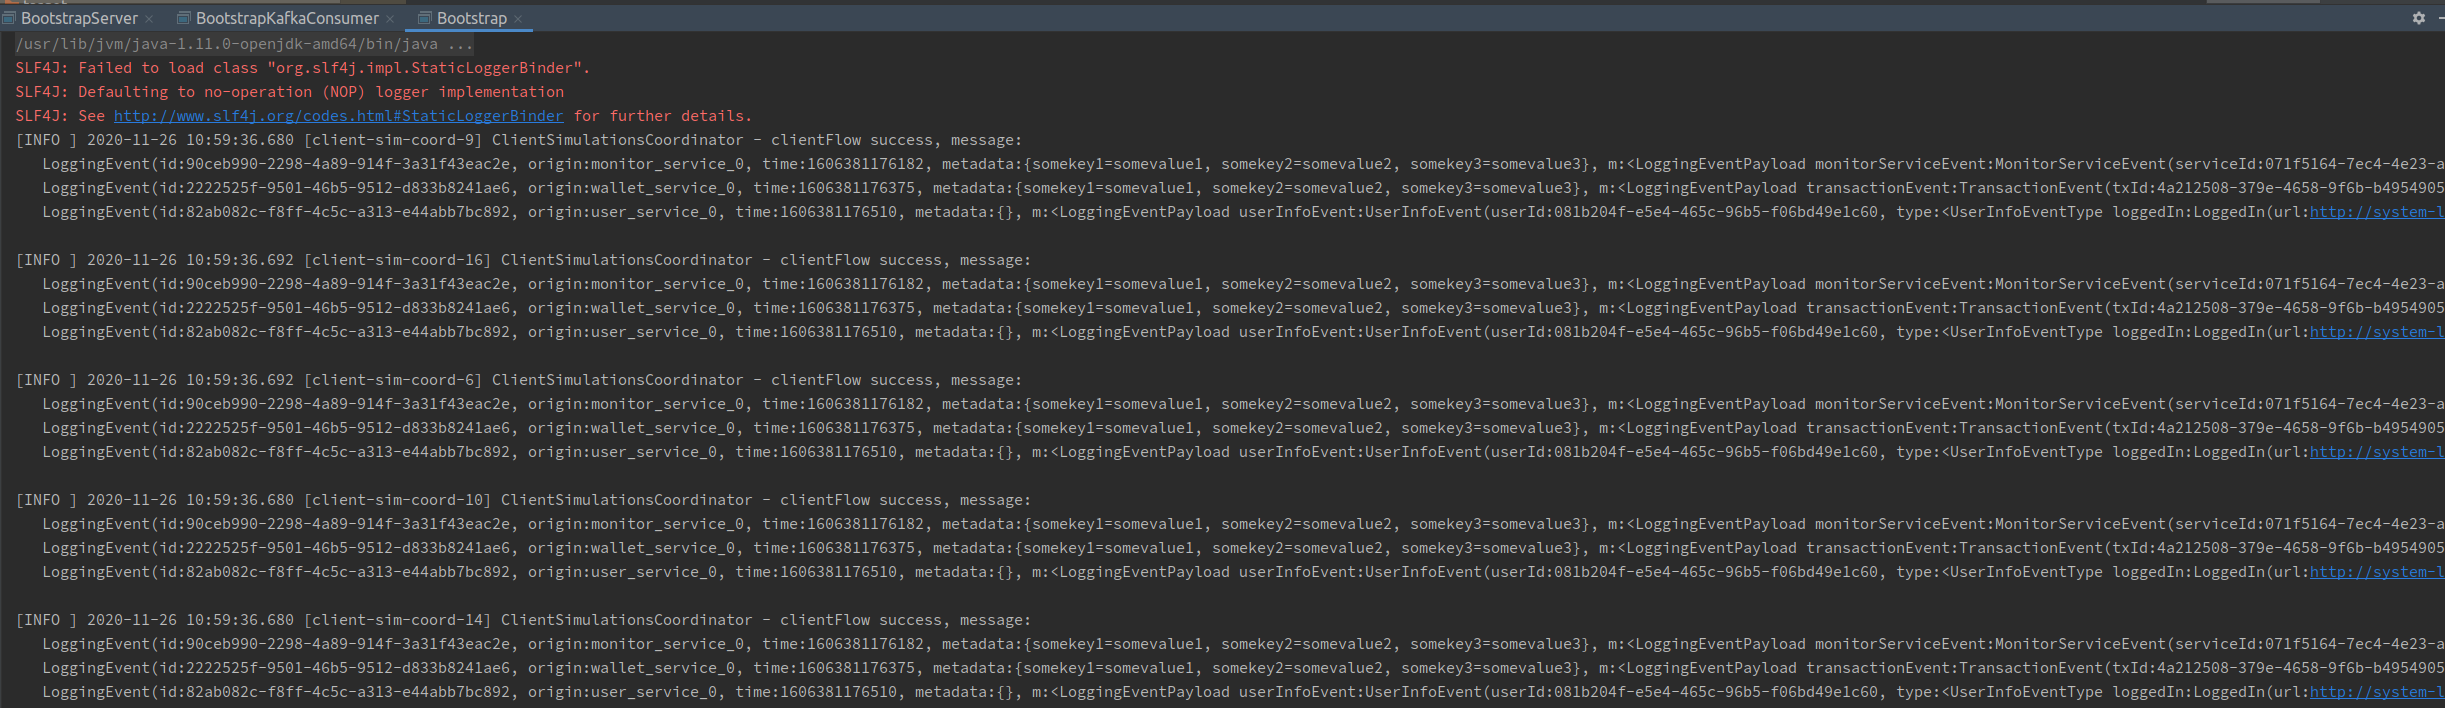 BootstrapServer × BootstrapKafkaConsumer × Bootstrap ×
/usr/lib/jvm/java-1.11.0-openjdk-amd64/bin/java ...
SLF4J: Failed to load class "org.slf4j.impl.StaticLoggerBinder".
SLF4J: Defaulting to no-operation (NOP) logger implementation
SLF4J: See http://www.slf4j.org/codes.html#StaticLoggerBinder for further details.
[INFO ] 2020-11-26 10:59:36.680 [client-sim-coord-9] ClientSimulationsCoordinator - clientFlow success, message:
LoggingEvent(id:90ceb990-2298-4a89-914f-3a31f43eac2e, origin:monitor_service_0, time:1606381176182, metadata:{somekey1=somevalue1, somekey2=somevalue2, somekey3=somevalue3}, m:<LoggingEventPayload monitorServiceEvent:MonitorServiceEvent(serviceId:071f5164-7ec4-4e23-a
LoggingEvent(id:2222525f-9501-46b5-9512-d833b8241ae6, origin:wallet_service_0, time:1606381176375, metadata:{somekey1=somevalue1, somekey2=somevalue2, somekey3=somevalue3}, m:<LoggingEventPayload transactionEvent:TransactionEvent(txId:4a212508-379e-4658-9f6b-b4954905
LoggingEvent(id:82ab082c-f8ff-4c5c-a313-e44abb7bc892, origin:user_service_0, time:1606381176510, metadata:{}, m:<LoggingEventPayload userInfoEvent:UserInfoEvent(userId:081b204f-e5e4-465c-96b5-f06bd49e1c60, type:<UserInfoEventType loggedIn:LoggedIn(url:http://system-l
[INFO ] 2020-11-26 10:59:36.692 [client-sim-coord-16] ClientSimulationsCoordinator - clientFlow success, message:
LoggingEvent(id:90ceb990-2298-4a89-914f-3a31f43eac2e, origin:monitor_service_0, time:1606381176182, metadata:{somekey1=somevalue1, somekey2=somevalue2, somekey3=somevalue3}, m:<LoggingEventPayload monitorServiceEvent:MonitorServiceEvent(serviceId:071f5164-7ec4-4e23-a
LoggingEvent(id:2222525f-9501-46b5-9512-d833b8241ae6, origin:wallet_service_0, time:1606381176375, metadata:{somekey1=somevalue1, somekey2=somevalue2, somekey3=somevalue3}, m:<LoggingEventPayload transactionEvent:TransactionEvent(txId:4a212508-379e-4658-9f6b-b4954905
LoggingEvent(id:82ab082c-f8ff-4c5c-a313-e44abb7bc892, origin:user_service_0, time:1606381176510, metadata:{}, m:<LoggingEventPayload userInfoEvent:UserInfoEvent(userId:081b204f-e5e4-465c-96b5-f06bd49e1c60, type:<UserInfoEventType loggedIn:LoggedIn(url:http://system-l
[INFO ] 2020-11-26 10:59:36.692 [client-sim-coord-6] ClientSimulationsCoordinator - clientFlow success, message:
LoggingEvent(id:90ceb990-2298-4a89-914f-3a31f43eac2e, origin:monitor_service_0, time:1606381176182, metadata:{somekey1=somevalue1, somekey2=somevalue2, somekey3=somevalue3}, m:<LoggingEventPayload monitorServiceEvent:MonitorServiceEvent(serviceId:071f5164-7ec4-4e23-a
LoggingEvent(id:2222525f-9501-46b5-9512-d833b8241ae6, origin:wallet_service_0, time:1606381176375, metadata:{somekey1=somevalue1, somekey2=somevalue2, somekey3=somevalue3}, m:<LoggingEventPayload transactionEvent:TransactionEvent(txId:4a212508-379e-4658-9f6b-b4954905
LoggingEvent(id:82ab082c-f8ff-4c5c-a313-e44abb7bc892, origin:user_service_0, time:1606381176510, metadata:{}, m:<LoggingEventPayload userInfoEvent:UserInfoEvent(userId:081b204f-e5e4-465c-96b5-f06bd49e1c60, type:<UserInfoEventType loggedIn:LoggedIn(url:http://system-l
[INFO ] 2020-11-26 10:59:36.680 [client-sim-coord-10] ClientSimulationsCoordinator - clientFlow success, message:
LoggingEvent(id:90ceb990-2298-4a89-914f-3a31f43eac2e, origin:monitor_service_0, time:1606381176182, metadata:{somekey1=somevalue1, somekey2=somevalue2, somekey3=somevalue3}, m:<LoggingEventPayload monitorServiceEvent:MonitorServiceEvent(serviceId:071f5164-7ec4-4e23-a
LoggingEvent(id:2222525f-9501-46b5-9512-d833b8241ae6, origin:wallet_service_0, time:1606381176375, metadata:{somekey1=somevalue1, somekey2=somevalue2, somekey3=somevalue3}, m:<LoggingEventPayload transactionEvent:TransactionEvent(txId:4a212508-379e-4658-9f6b-b4954905
LoggingEvent(id:82ab082c-f8ff-4c5c-a313-e44abb7bc892, origin:user_service_0, time:1606381176510, metadata:{}, m:<LoggingEventPayload userInfoEvent:UserInfoEvent(userId:081b204f-e5e4-465c-96b5-f06bd49e1c60, type:<UserInfoEventType loggedIn:LoggedIn(url:http://system-l
[INFO ] 2020-11-26 10:59:36.680 [client-sim-coord-14] ClientSimulationsCoordinator - clientFlow success, message:
LoggingEvent(id:90ceb990-2298-4a89-914f-3a31f43eac2e, origin:monitor_service_0, time:1606381176182, metadata:{somekey1=somevalue1, somekey2=somevalue2, somekey3=somevalue3}, m:<LoggingEventPayload monitorServiceEvent:MonitorServiceEvent(serviceId:071f5164-7ec4-4e23-a
LoggingEvent(id:2222525f-9501-46b5-9512-d833b8241ae6, origin:wallet_service_0, time:1606381176375, metadata:{somekey1=somevalue1, somekey2=somevalue2, somekey3=somevalue3}, m:<LoggingEventPayload transactionEvent:TransactionEvent(txId:4a212508-379e-4658-9f6b-b4954905
LoggingEvent(id:82ab082c-f8ff-4c5c-a313-e44abb7bc892, origin:user_service_0, time:1606381176510, metadata:{}, m:<LoggingEventPayload userInfoEvent:UserInfoEvent(userId:081b204f-e5e4-465c-96b5-f06bd49e1c60, type:<UserInfoEventType loggedIn:LoggedIn(url:http://system-l